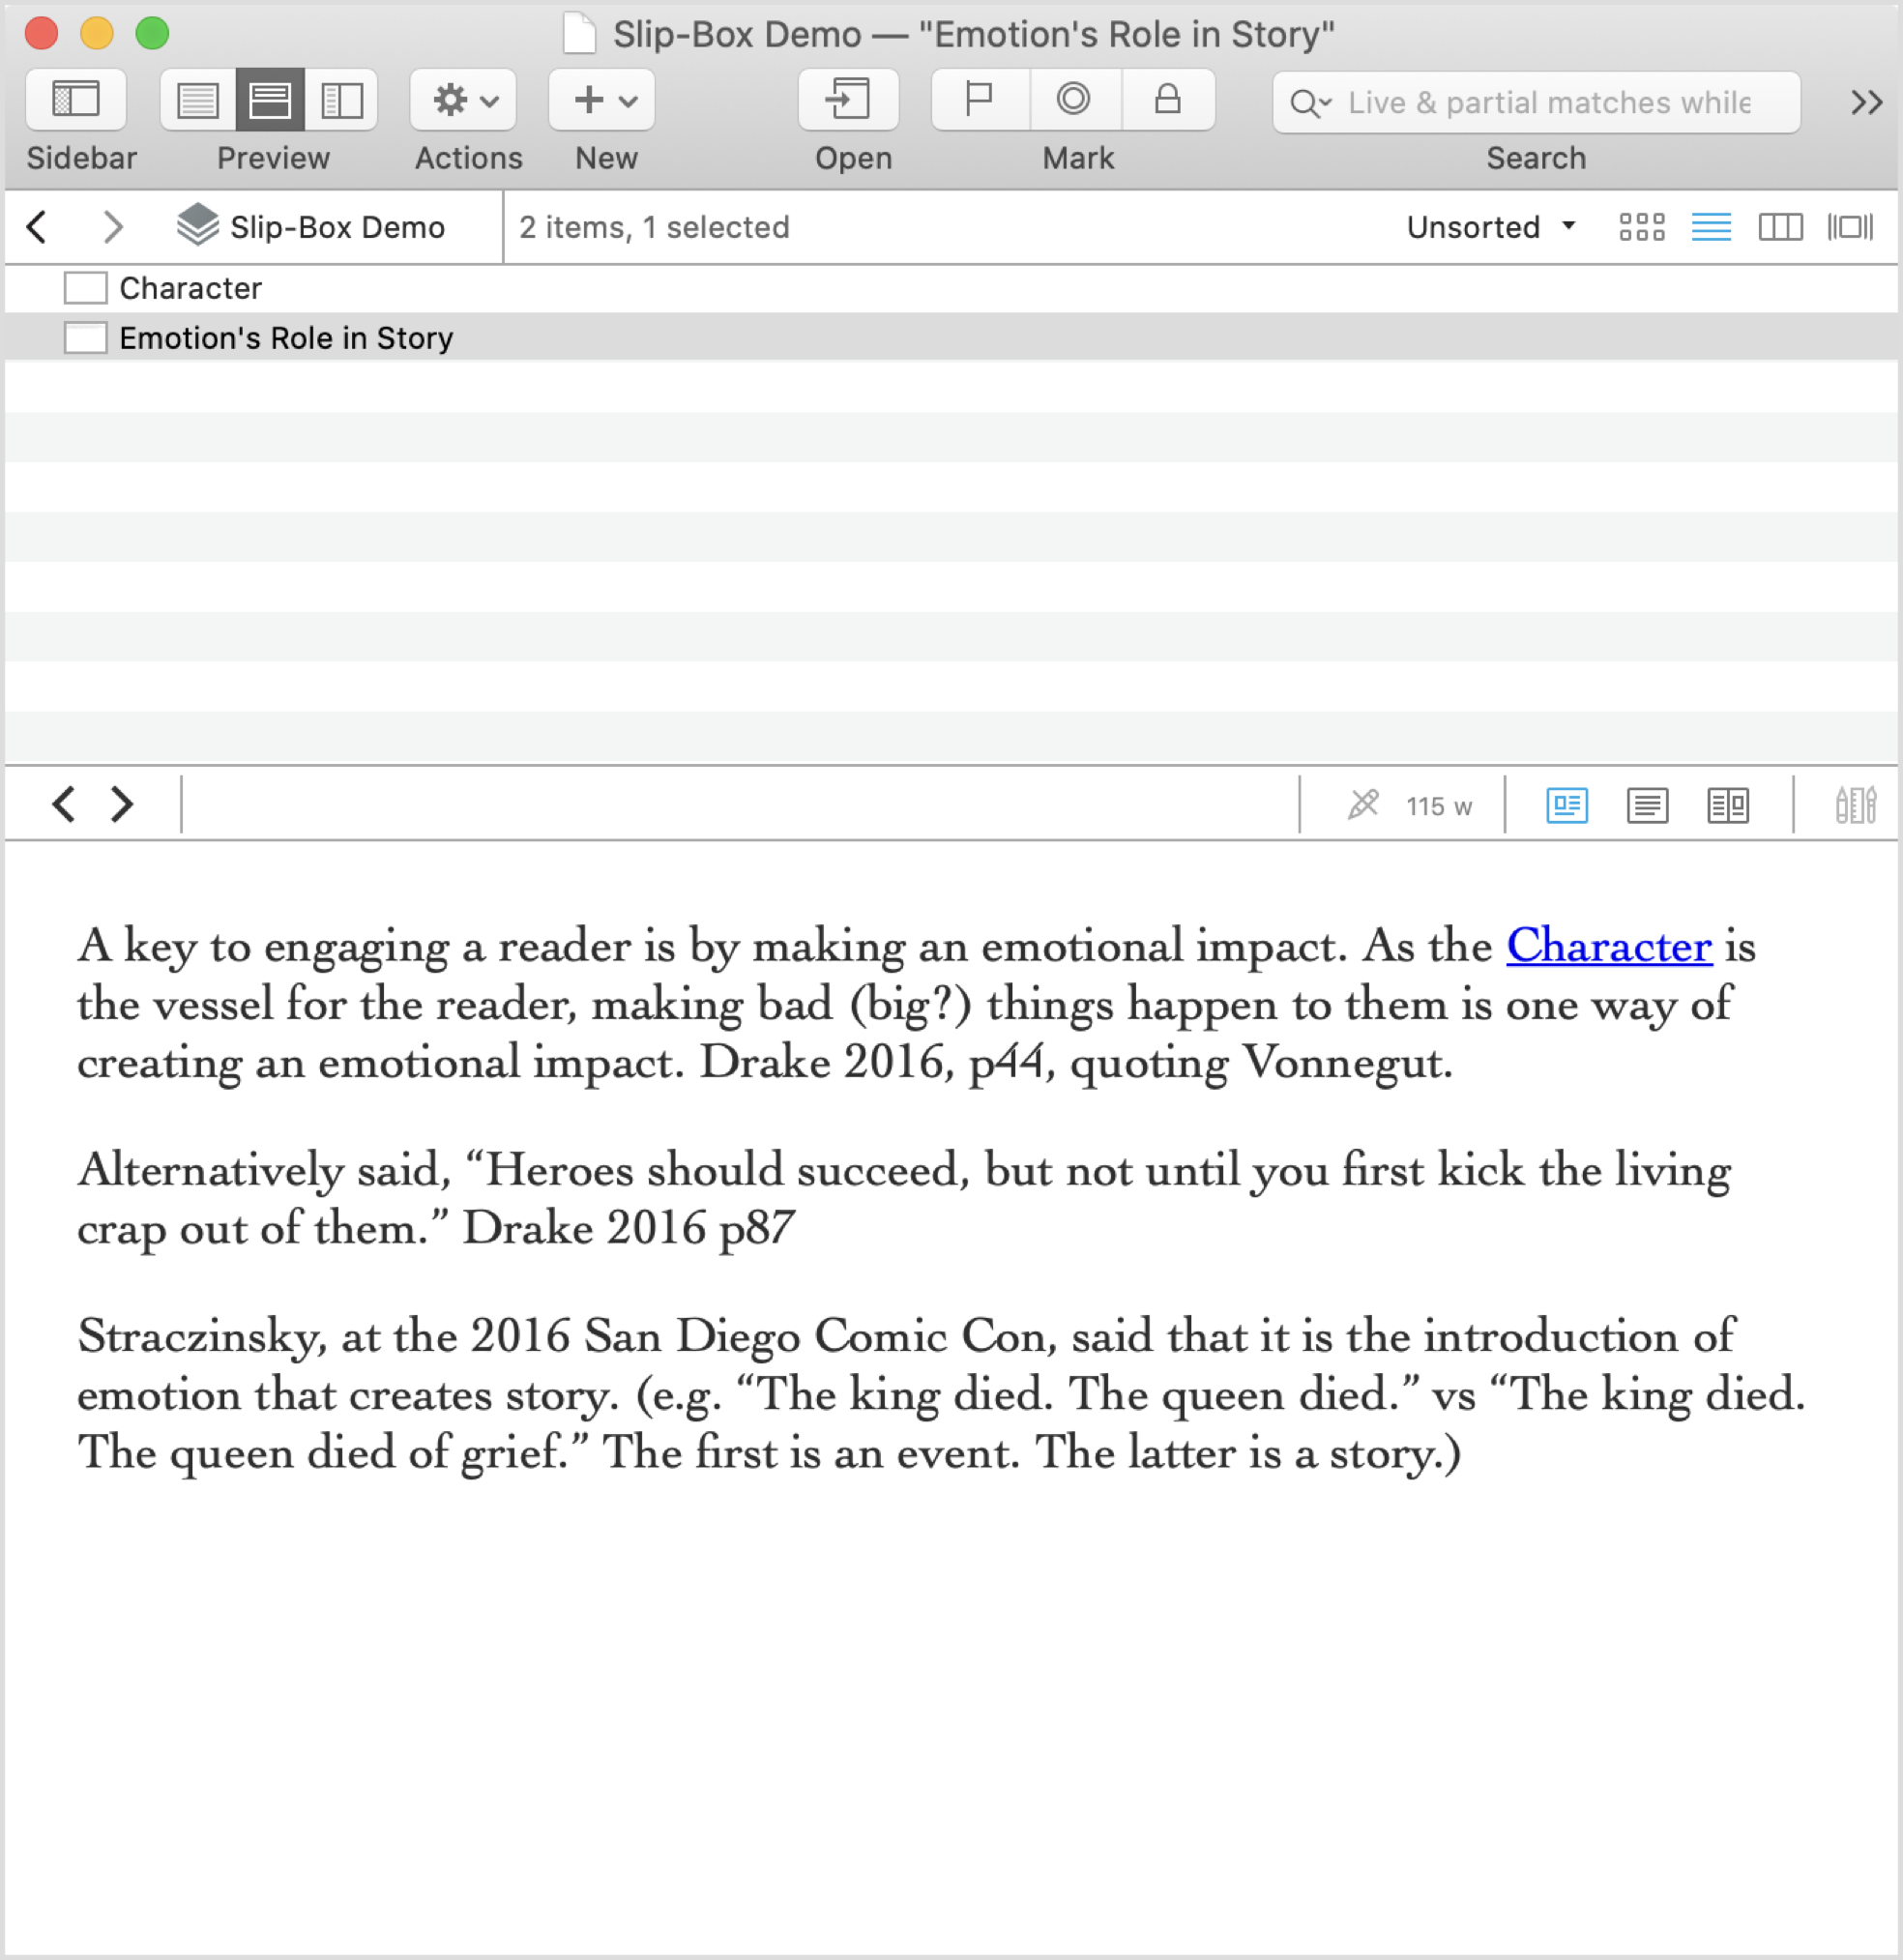 Slip-Box Demo — "Emotion's Role in Story"
Live & partial matches while
Sidebar Preview Actions New Open Mark Search
Slip-Box Demo 2 items, 1 selected Unsorted
Character
Emotion's Role in Story
115 w
A key to engaging a reader is by making an emotional impact. As the Character is
the vessel for the reader, making bad (big?) things happen to them is one way of
creating an emotional impact. Drake 2016, p44, quoting Vonnegut.
Alternatively said, “Heroes should succeed, but not until you first kick the living
crap out of them.” Drake 2016 p87
Straczinsky, at the 2016 San Diego Comic Con, said that it is the introduction of
emotion that creates story. (e.g. “The king died. The queen died.” vs “The king died.
The queen died of grief.” The first is an event. The latter is a story.)